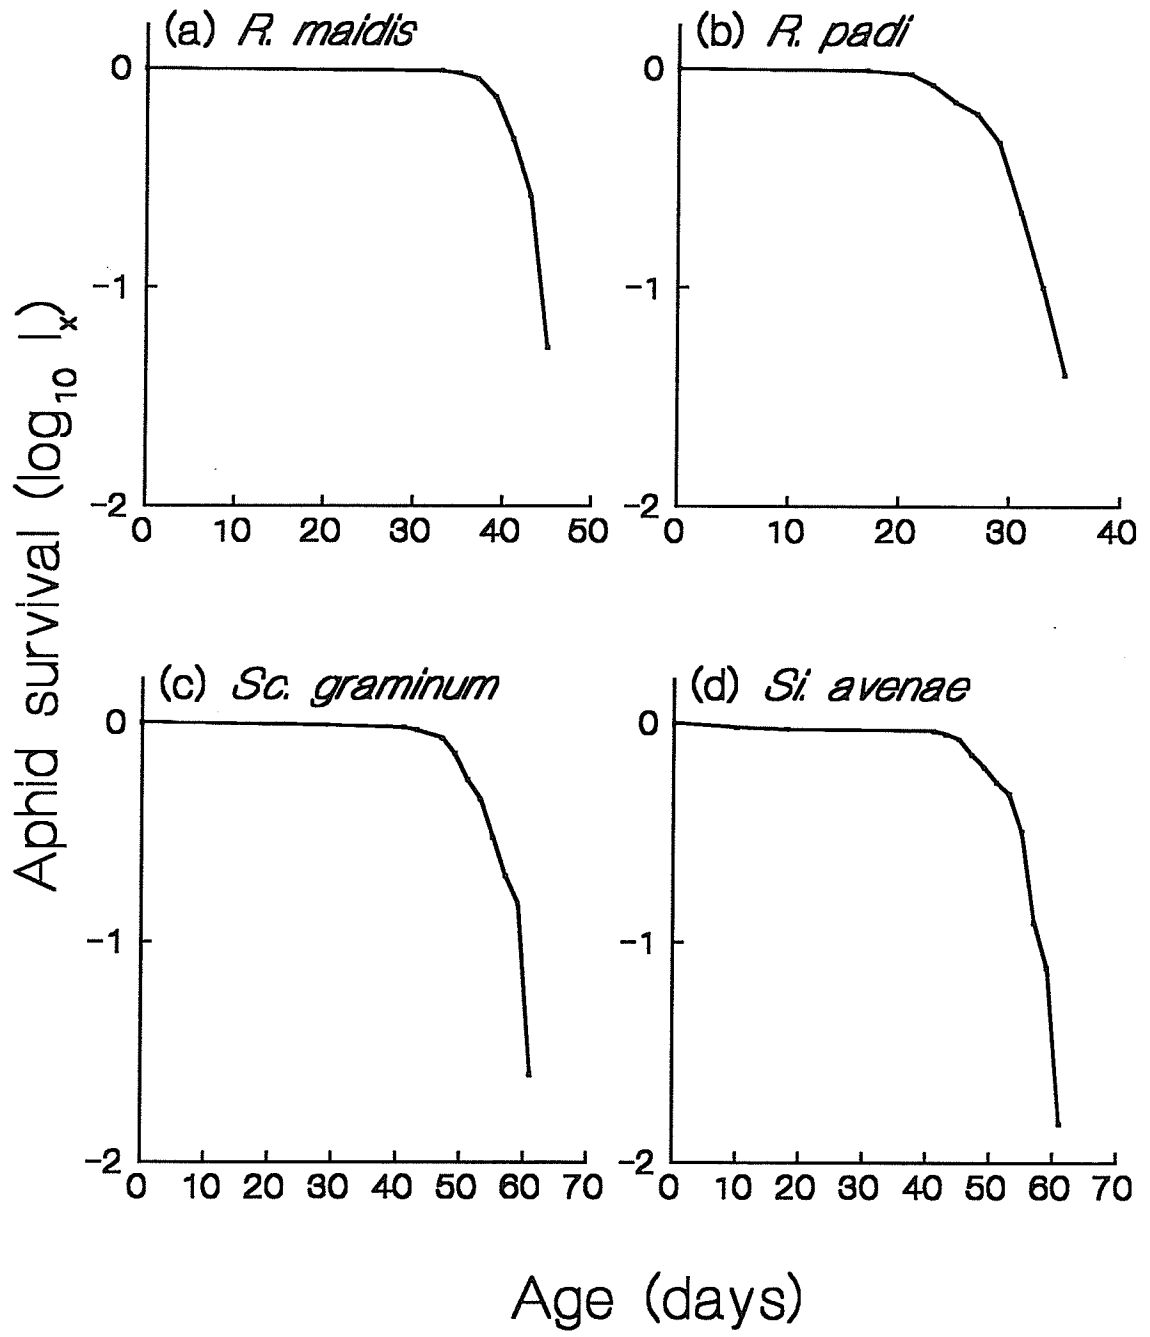 (a) R. maidis
0
-1
-2
0 10 20 30 40 50
(b) R. padi
0
-1
-2
0 10 20 30 40
Aphid survival (log10 lx)
(c) Sc. graminum
0
-1
-2
0 10 20 30 40 50 60 70
(d) Si. avenae
0
-1
-2
0 10 20 30 40 50 60 70
Age (days)